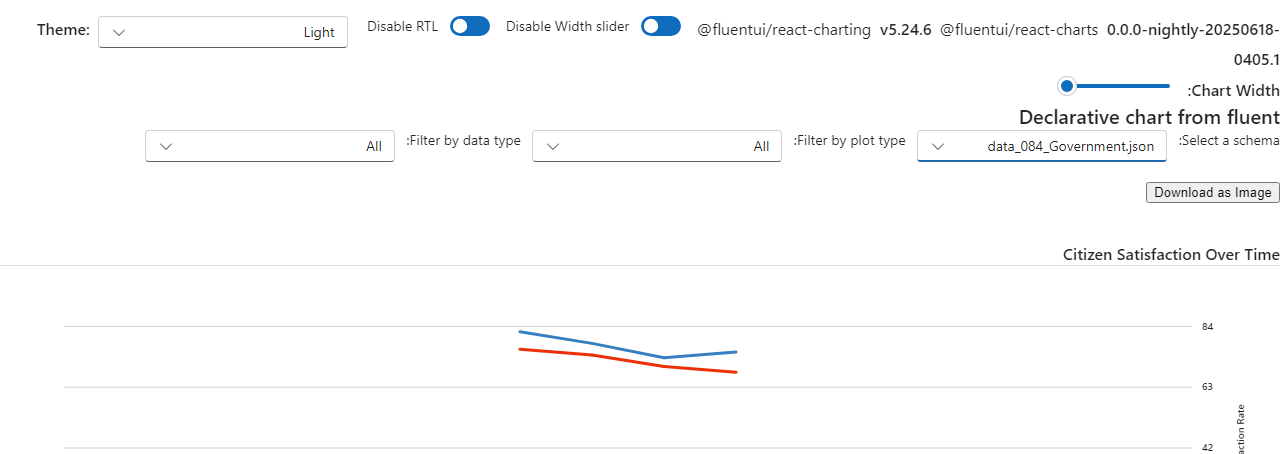 Theme: Light Disable RTL Disable Width slider @fluentui/react-charting v5.24.6 @fluentui/react-charts 0.0.0-nightly-20250618-
0405.1
:Chart Width
Declarative chart from fluent
:Select a schema data_084_Government.json :Filter by plot type All :Filter by data type All
Download as Image
Citizen Satisfaction Over Time
84
63
42